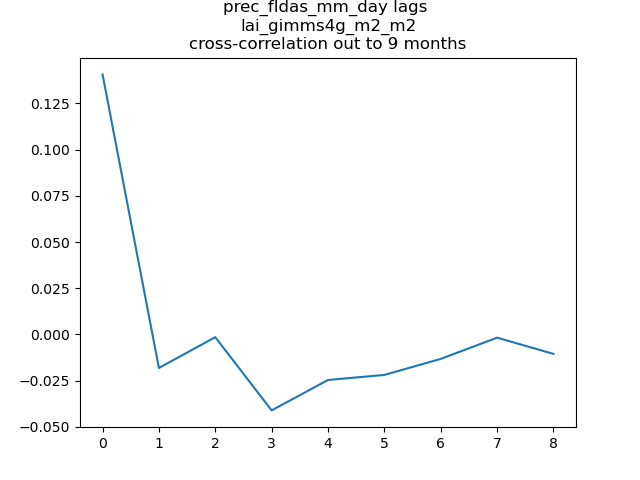 prec_fldas_mm_day lags
lai_gimms4g_m2_m2
cross-correlation out to 9 months
0.125
0.100
0.075
0.050
0.025
0.000
−0.025
−0.050
0 1 2 3 4 5 6 7 8